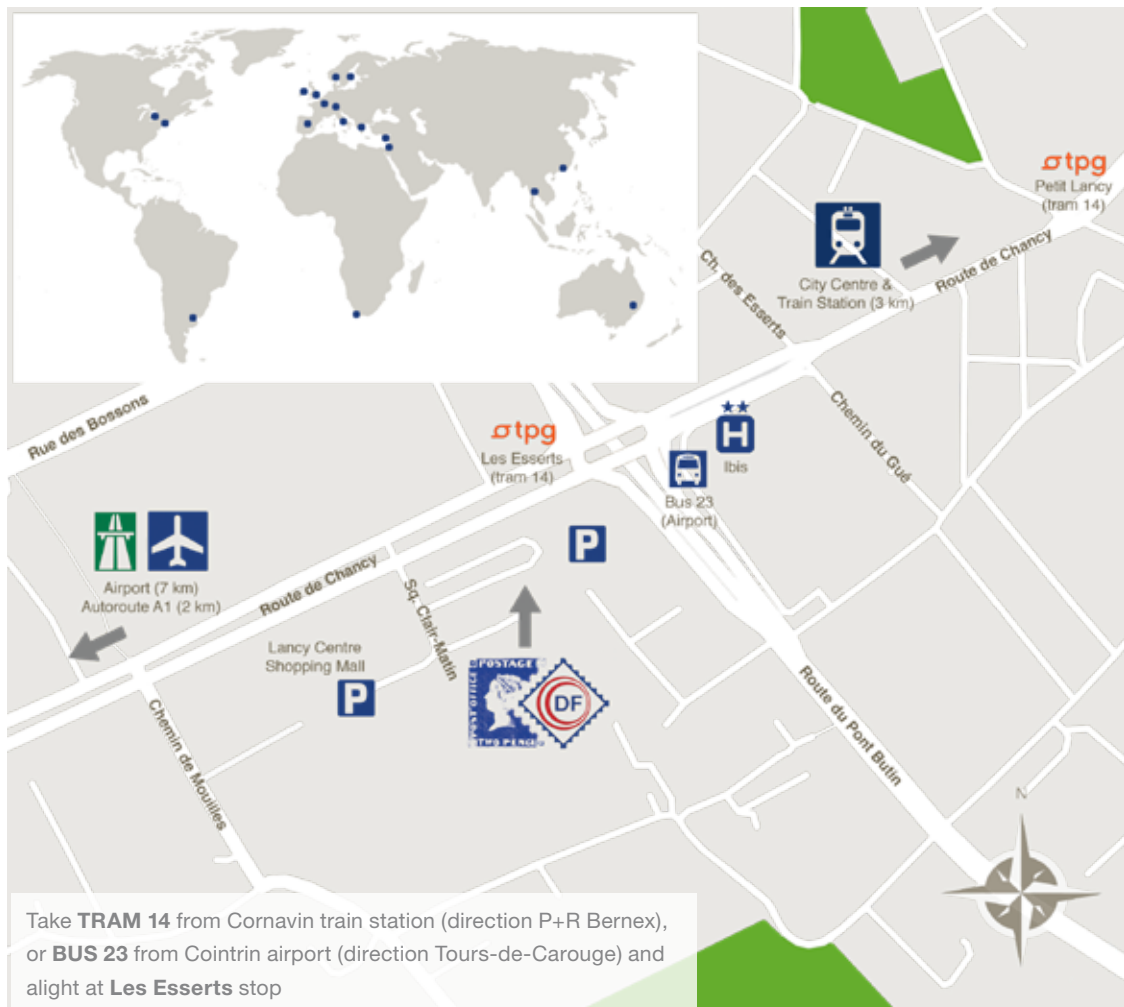 tpg
Petit Lancy
(tram 14)
Route de Chancy
City Centre &
Train Station (3 km)
Ch. des Esserts
Rue des Bossons
tpg
Les Esserts
(tram 14)
H
Ibis
Chemin du Gué
Bus 23
(Airport)
P
Airport (7 km)
Autoroute A1 (2 km)
Route de Chancy
Sq. Clair-Matin
Lancy Centre
Shopping Mall
P
POSTAGE
POST OFFICE
TWO PENCE
DF
Chemin de Mouilles
Route du Pont Butin
N
Take TRAM 14 from Cornavin train station (direction P+R Bernex),
or BUS 23 from Cointrin airport (direction Tours-de-Carouge) and
alight at Les Esserts stop